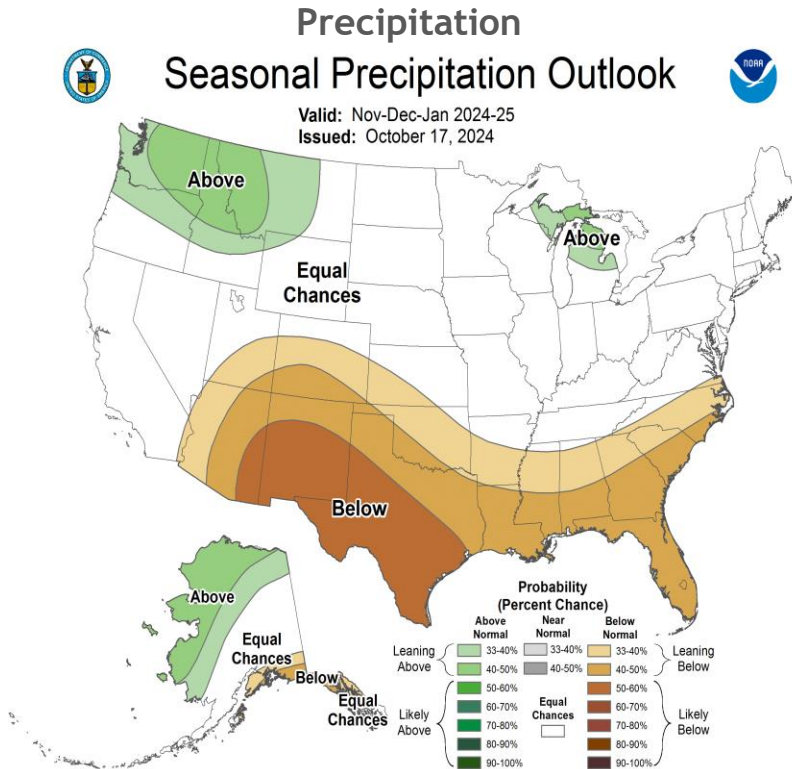 Precipitation
Seasonal Precipitation Outlook
NOAA
Valid: Nov-Dec-Jan 2024-25
Issued: October 17, 2024
Above
Above
Equal
Chances
Below
Above
Equal
Chances
Below
Equal
Chances
Probability
(Percent Chance)
Above
Normal
Near
Normal
Below
Normal
Leaning
Above
33-40%
33-40%
33-40%
Leaning
Below
40-50%
40-50%
40-50%
Likely
Above
50-60%
50-60%
Likely
Below
60-70%
60-70%
70-80%
Equal
Chances
70-80%
80-90%
80-90%
90-100%
90-100%